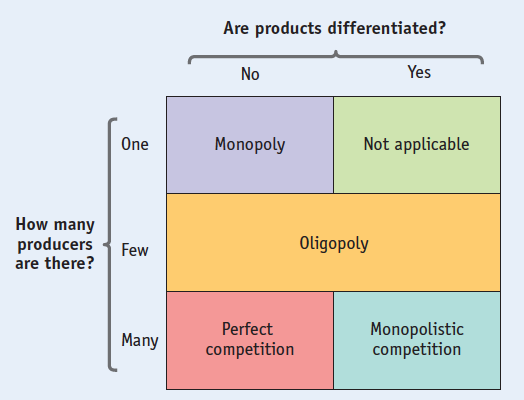 Are products differentiated?
No
Yes
One
Monopoly
Not applicable
How many
producers
are there?
Few
Oligopoly
Many
Perfect
competition
Monopolistic
competition